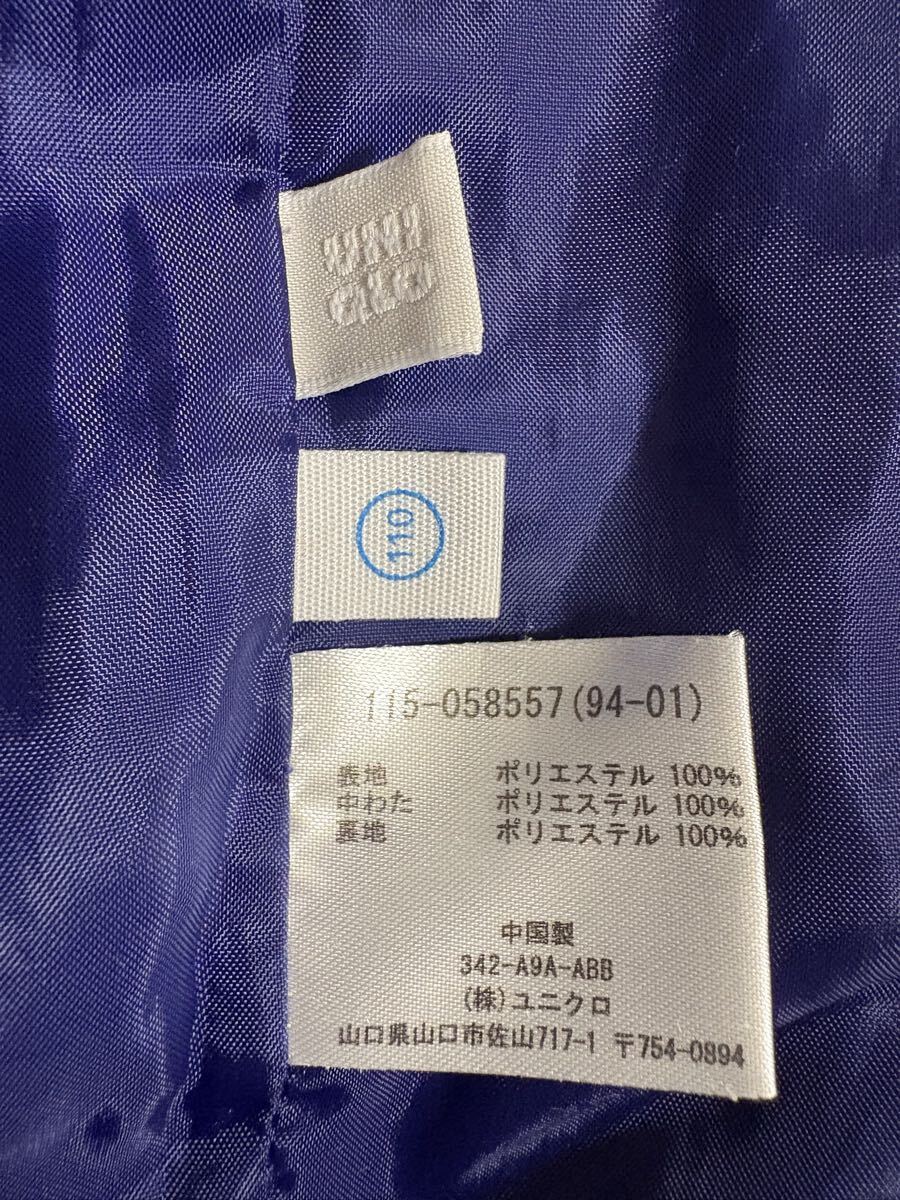 UNI
QLO
110
115-058557(94-01)
表地 ポリエステル 100%
中わた ポリエステル 100%
裏地 ポリエステル 100%
中国製
342-A9A-ABB
(株)ユニクロ
山口県山口市佐山717-1 〒754-0894